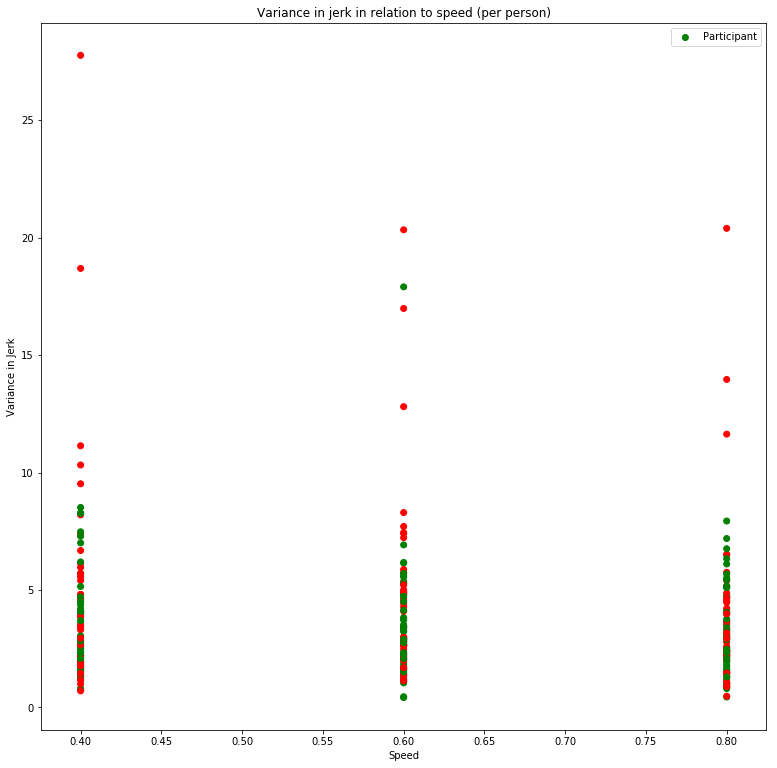 Variance in jerk in relation to speed (per person)
Participant
25
20
15
10
5
0
Variance in Jerk
0.40 0.45 0.50 0.55 0.60 0.65 0.70 0.75 0.80
Speed